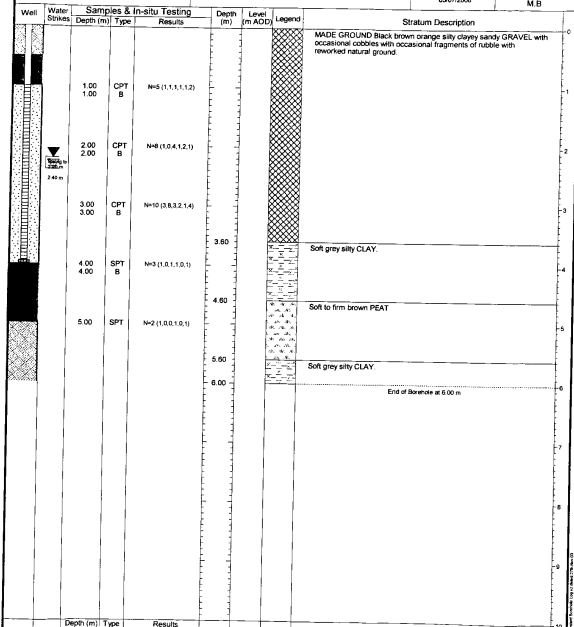 M.B
Well Water Strikes Samples & In-situ Testing Depth (m) Level (m AOD) Legend Stratum Description
Depth (m) Type Results
0
MADE GROUND Black brown orange silty clayey sandy GRAVEL with
occasional cobbles with occasional fragments of rubble with
reworked natural ground.
1.00 CPT N=5 (1,1,1,1,1,2)
1.00 B
1
2.00 CPT N=8 (1,0,4,1,2,1)
2.00 B
2
2.40 m
3.00 CPT N=10 (3,8,3,2,1,4)
3.00 B
3
3.60
Soft grey silty CLAY.
4.00 SPT N=3 (1,0,1,1,0,1)
4.00 B
4
4.60
Soft to firm brown PEAT
5.00 SPT N=2 (1,0,0,1,0,1)
5
5.60
Soft grey silty CLAY.
6.00
6
End of Borehole at 6.00 m
7
8
9
10
Depth (m) Type Results